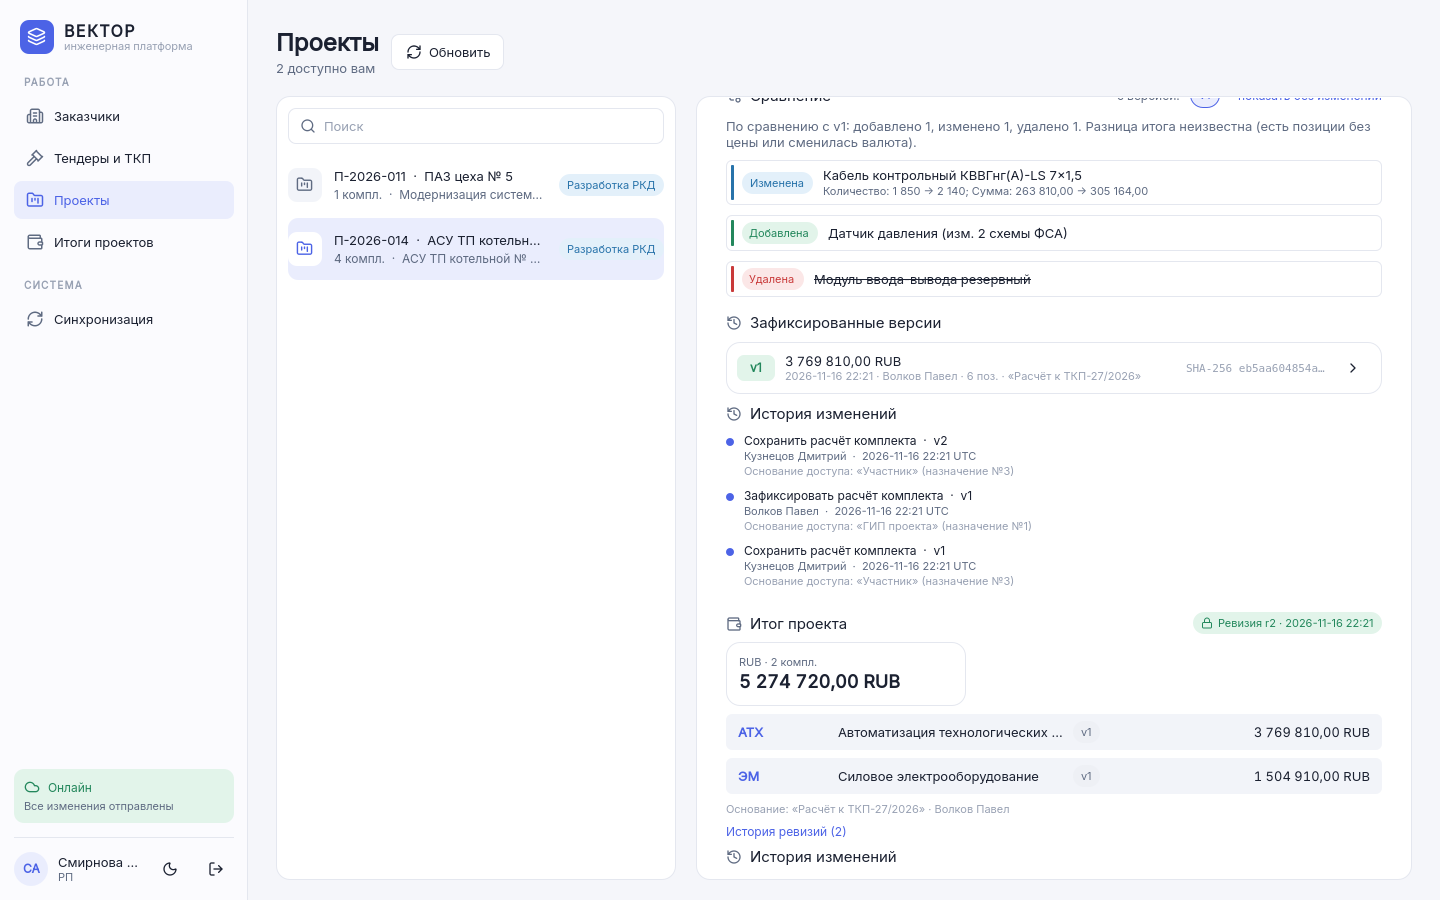 ВЕКТОР
инженерная платформа
РАБОТА
Заказчики
Тендеры и ТКП
Проекты
Итоги проектов
СИСТЕМА
Синхронизация
Онлайн
Все изменения отправлены
СА
Смирнова ...
РП
Проекты
2 доступно вам
Обновить
Поиск
П-2026-011 · ПАЗ цеха № 5
1 компл. · Модернизация систем...
Разработка РКД
П-2026-014 · АСУ ТП котельн...
4 компл. · АСУ ТП котельной № ...
Разработка РКД
Сравнение
с версией:
показать без изменений
По сравнению с v1: добавлено 1, изменено 1, удалено 1. Разница итога неизвестна (есть позиции без
цены или сменилась валюта).
Изменена
Кабель контрольный КВВГнг(А)-LS 7×1,5
Количество: 1 850 → 2 140; Сумма: 263 810,00 → 305 164,00
Добавлена
Датчик давления (изм. 2 схемы ФСА)
Удалена
Модуль ввода-вывода резервный
Зафиксированные версии
v1
3 769 810,00 RUB
2026-11-16 22:21 · Волков Павел · 6 поз. · «Расчёт к ТКП-27/2026»
SHA-256 eb5aa604854a…
История изменений
Сохранить расчёт комплекта · v2
Кузнецов Дмитрий · 2026-11-16 22:21 UTC
Основание доступа: «Участник» (назначение №3)
Зафиксировать расчёт комплекта · v1
Волков Павел · 2026-11-16 22:21 UTC
Основание доступа: «ГИП проекта» (назначение №1)
Сохранить расчёт комплекта · v1
Кузнецов Дмитрий · 2026-11-16 22:21 UTC
Основание доступа: «Участник» (назначение №3)
Итог проекта
Ревизия r2 · 2026-11-16 22:21
RUB · 2 компл.
5 274 720,00 RUB
АТХ
Автоматизация технологических ...
v1
3 769 810,00 RUB
ЭМ
Силовое электрооборудование
v1
1 504 910,00 RUB
Основание: «Расчёт к ТКП-27/2026» · Волков Павел
История ревизий (2)
История изменений